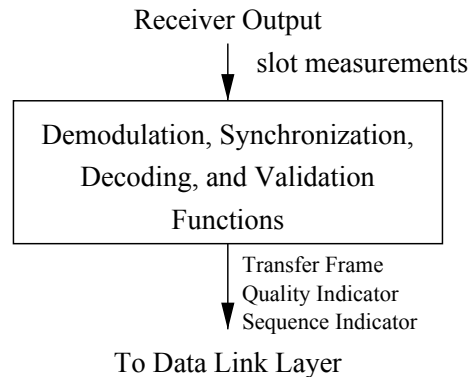 Receiver Output
slot measurements
Demodulation, Synchronization,
Decoding, and Validation
Functions
Transfer Frame
Quality Indicator
Sequence Indicator
To Data Link Layer